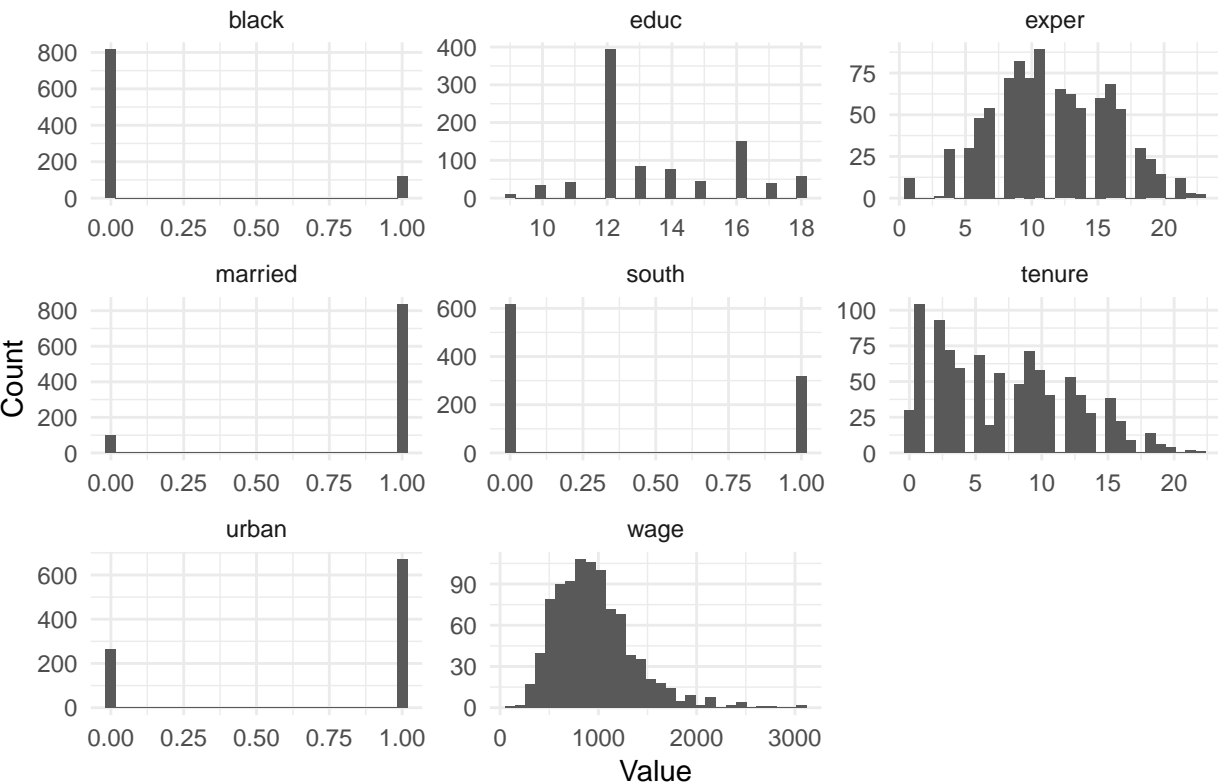 black educ exper
800 400 75
600 300 50
400 200 25
200 100 0
0 0
0.00 0.25 0.50 0.75 1.00 10 12 14 16 18 0 5 10 15 20
married south tenure
800 600 100
600 400 75
400 200 50
200 0 25
0 0
0.00 0.25 0.50 0.75 1.00 0.00 0.25 0.50 0.75 1.00 0 5 10 15 20
Count
urban wage
600 90
400 60
200 30
0 0
0.00 0.25 0.50 0.75 1.00 0 1000 2000 3000
Value